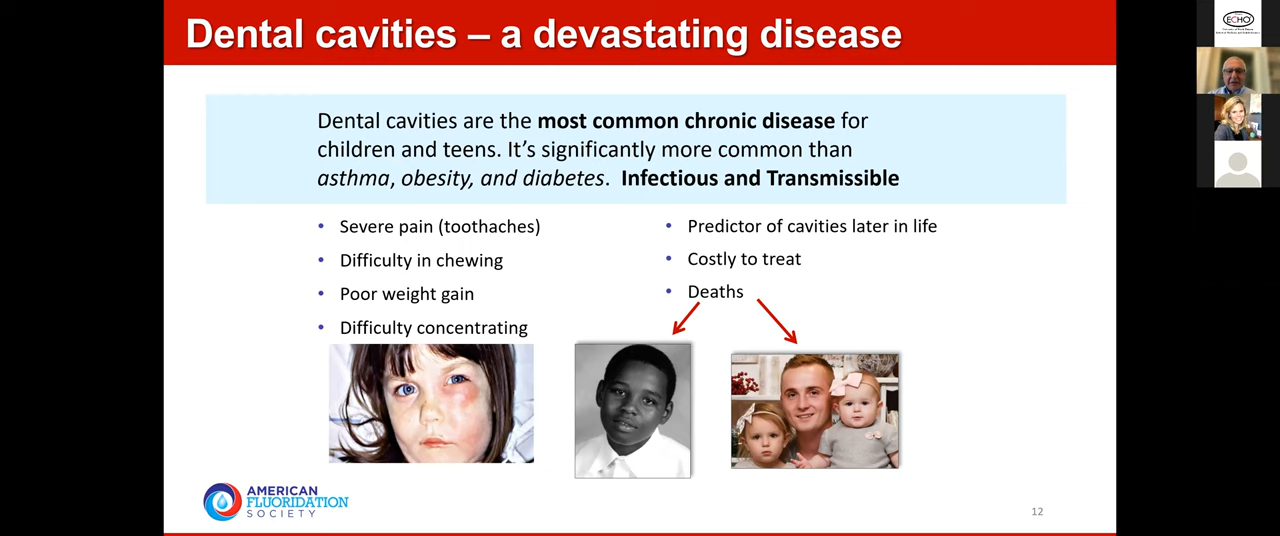 Dental cavities – a devastating disease
Dental cavities are the most common chronic disease for
children and teens. It’s significantly more common than
asthma, obesity, and diabetes. Infectious and Transmissible
• Severe pain (toothaches)
• Difficulty in chewing
• Poor weight gain
• Difficulty concentrating
• Predictor of cavities later in life
• Costly to treat
• Deaths
AMERICAN
FLUORIDATION
SOCIETY
12
ECHO